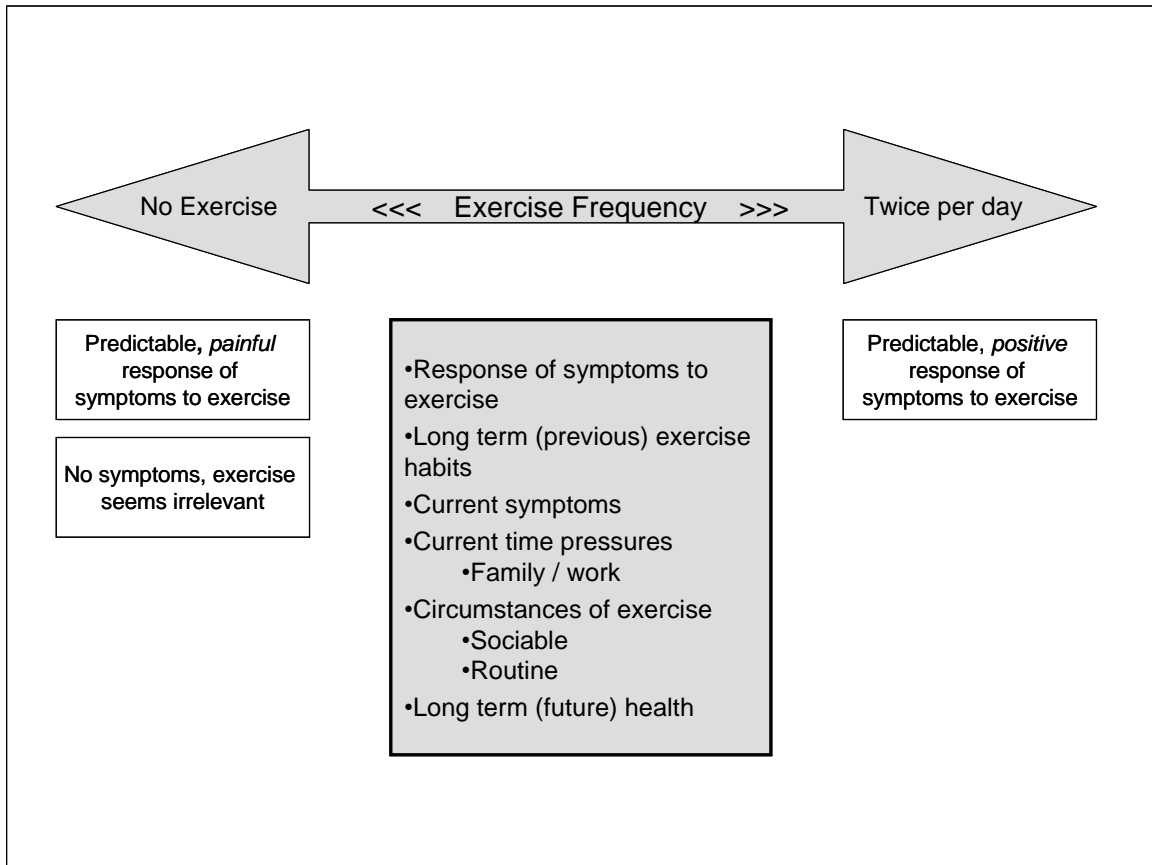 No Exercise
<<< Exercise Frequency >>>
Twice per day
Predictable, painful
response of
symptoms to exercise
No symptoms, exercise
seems irrelevant
•Response of symptoms to
exercise
•Long term (previous) exercise
habits
•Current symptoms
•Current time pressures
•Family / work
•Circumstances of exercise
•Sociable
•Routine
•Long term (future) health
Predictable, positive
response of
symptoms to exercise